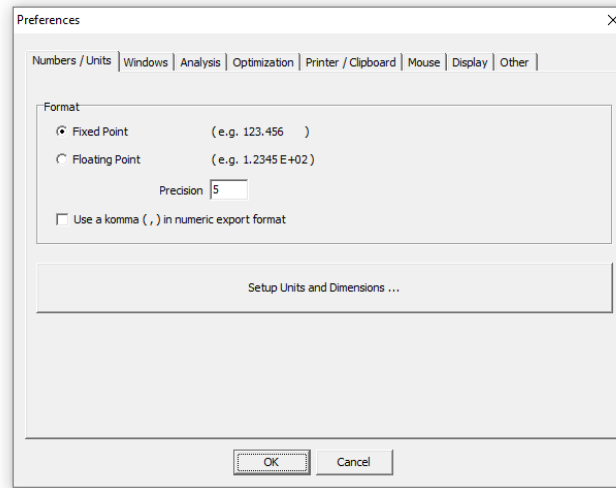 Preferences
Numbers / Units Windows Analysis Optimization Printer / Clipboard Mouse Display Other
Format
Fixed Point ( e.g. 123.456 )
Floating Point ( e.g. 1.2345 E+02 )
Precision 5
Use a komma ( , ) in numeric export format
Setup Units and Dimensions ...
OK Cancel